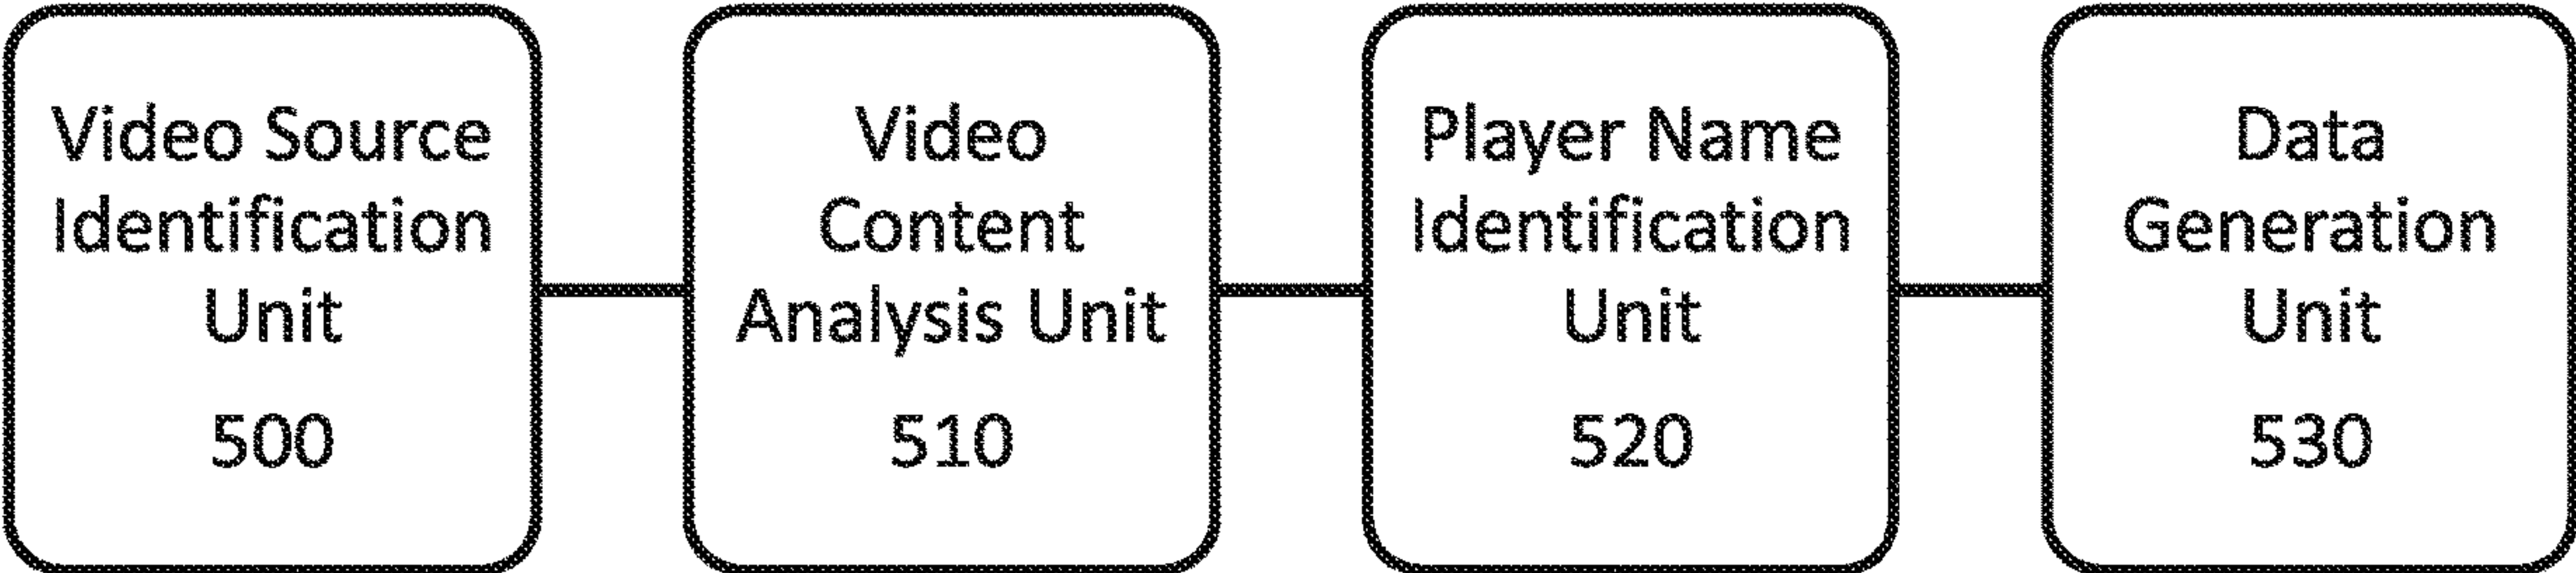 Video Source
Identification
Unit
500
Video
Content
Analysis Unit
510
Player Name
Identification
Unit
520
Data
Generation
Unit
530